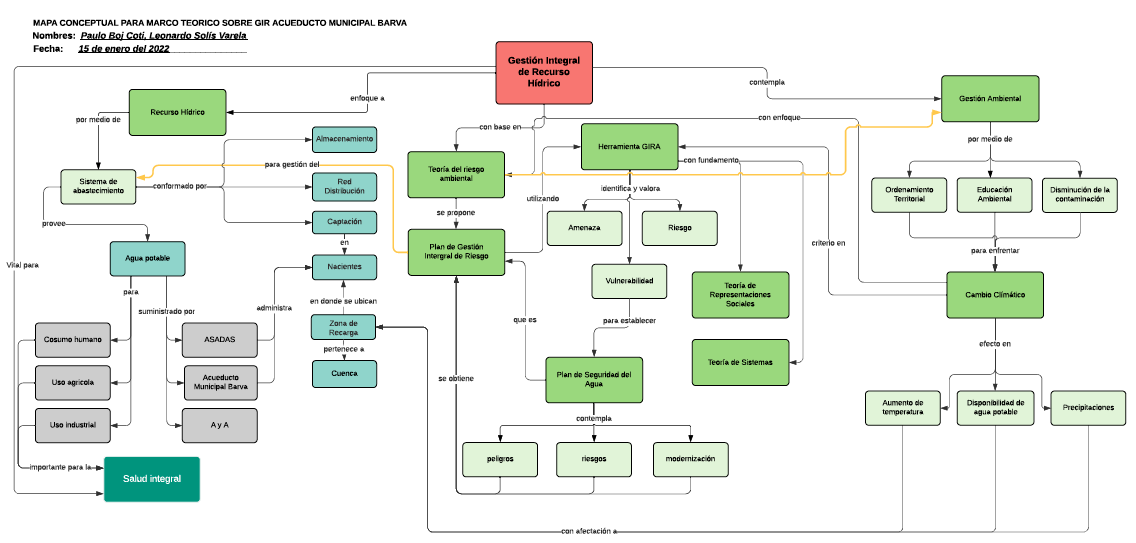 MAPA CONCEPTUAL PARA MARCO TEORICO SOBRE GIR ACUEDUCTO MUNICIPAL BARVA
Nombres: Paulo Boj Coti, Leonardo Solís Varela
Fecha: 15 de enero del 2022
Gestión Integral
de Recurso
Hídrico
contempla
enfoque a
Recurso Hídrico
por medo de
Gestión Ambiental
con enfoque
con base en
Almacenamiento
Herramienta GIRA
por medio de
para gestión del
Teoría del riesgo
ambiental
con fundamento
Sistema de
abastecimiento
conformado por
Red
Distribución
identifica y valora
utilizando
Ordenamiento
Territorial
Educación
Ambiental
Disminución de la
contaminación
se propone
provee
Captación
Amenaza
Riesgo
en
criterio en
para enfrentar
Agua potable
Plan de Gestión
Intergral de Riesgo
Vital para
Nacientes
Vulnerabilidad
Teoría de
Representaciones
Sociales
Cambio Clímático
para
suministrado por
administra
en donde se ubican
que es
para establecer
Zona de
Recarga
Cosumo humano
ASADAS
pertenece a
efecto en
Teoría de Sistemas
Cuenca
se obtiene
Plan de Seguridad del
Agua
Uso agricola
Acueducto
Municipal Barva
Aumento de
temperatura
Disponibilidad de
agua potable
Precipitaciones
contempla
Uso industrial
A y A
peligros
riesgos
modernización
importante para la
Salud integral
con afectación a